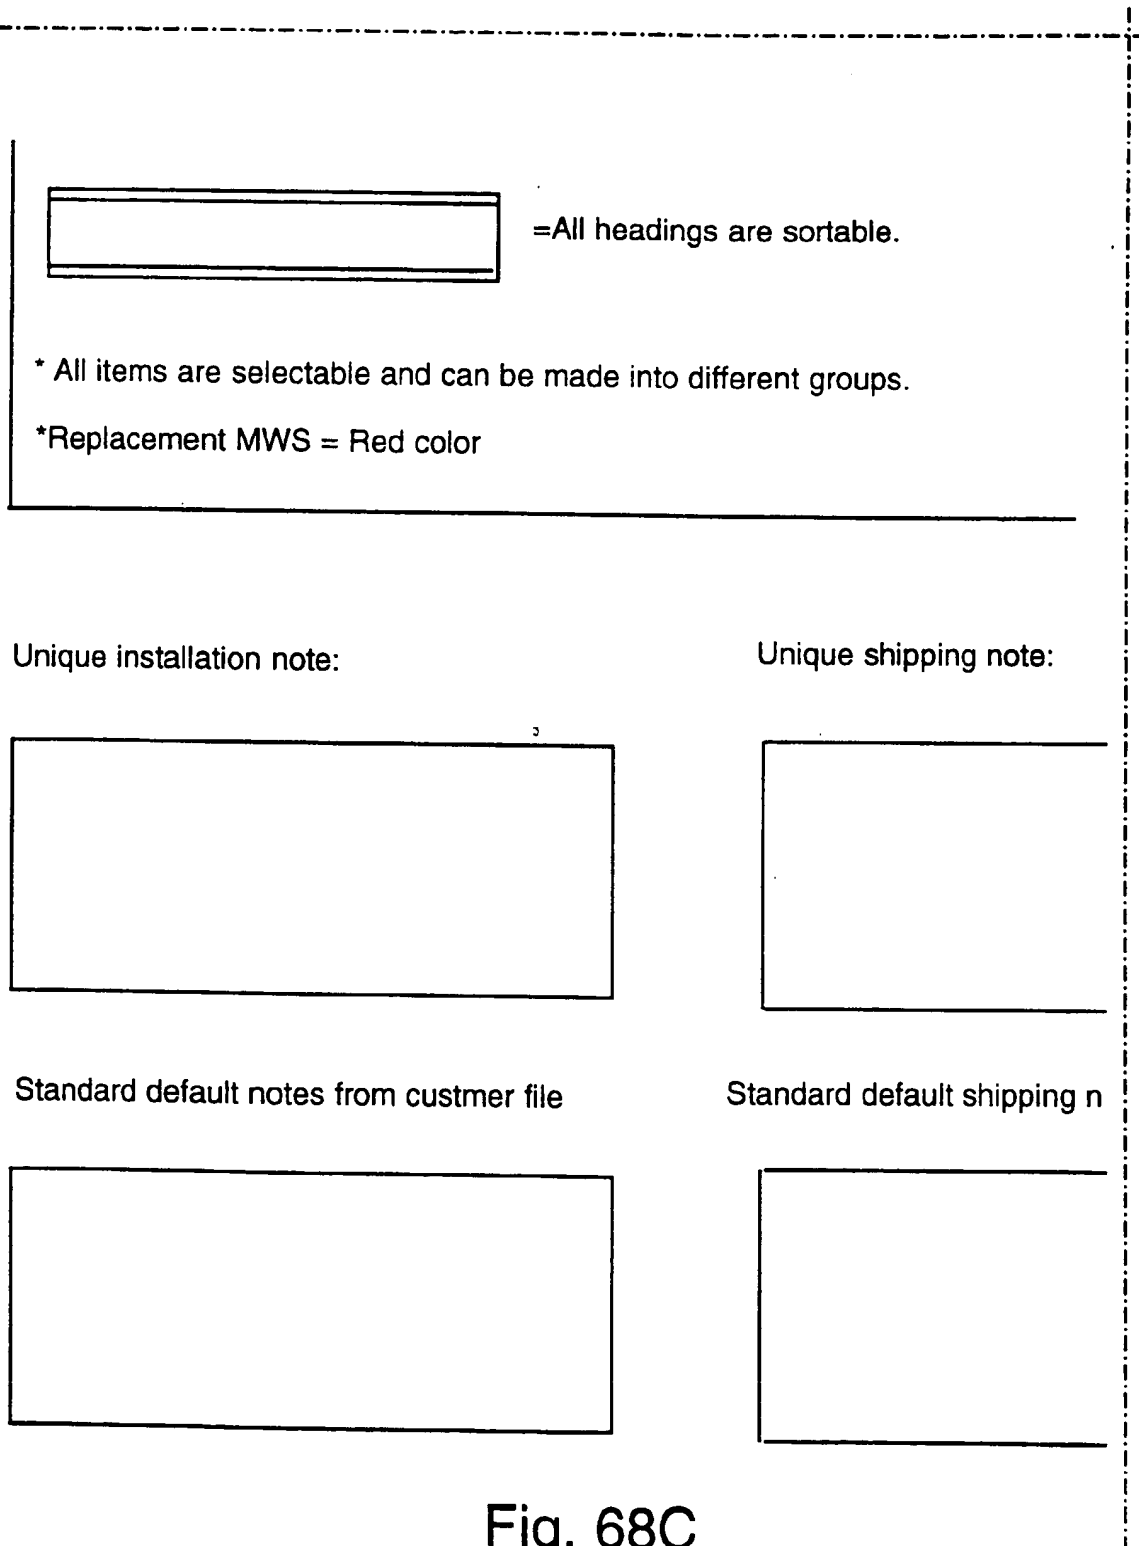 =All headings are sortable.
* All items are selectable and can be made into different groups.
*Replacement MWS = Red color
Unique installation note:
Unique shipping note:
Standard default notes from custmer file
Standard default shipping n
Fig. 68C